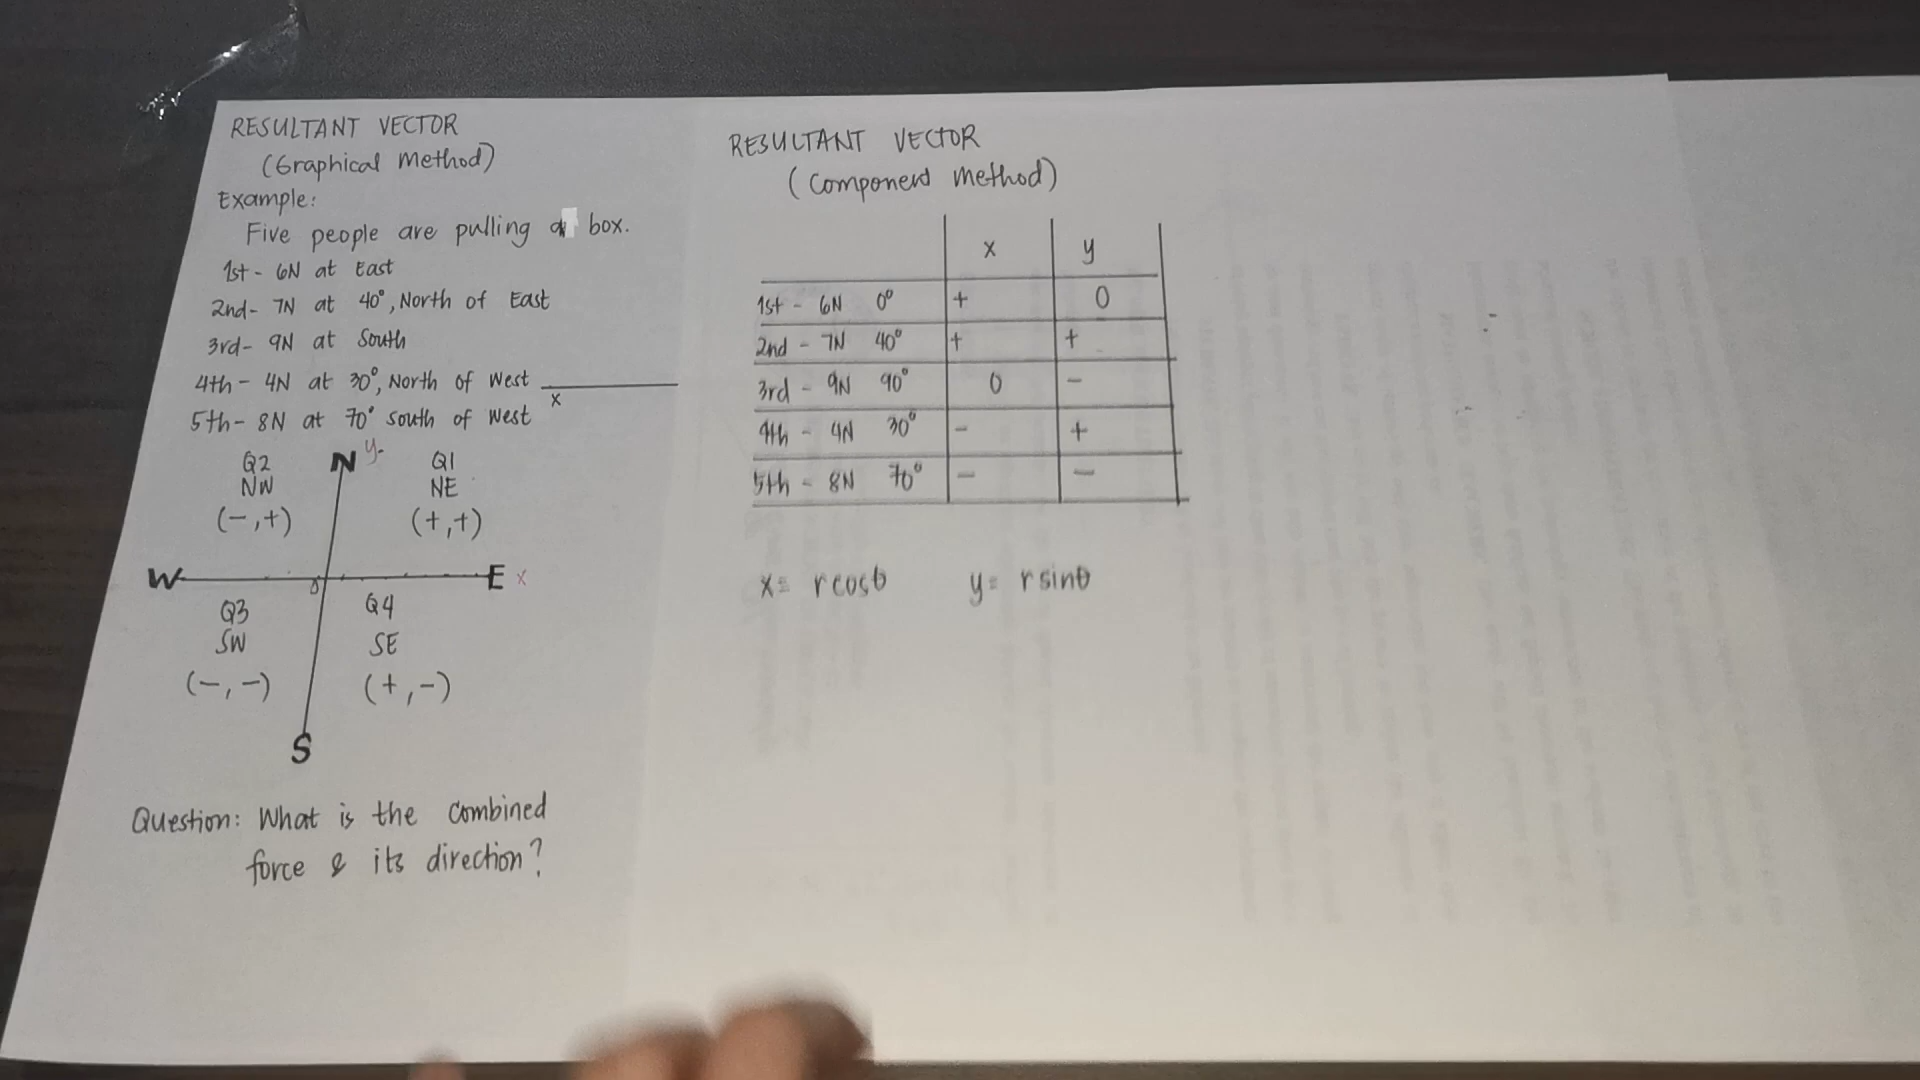 RESULTANT VECTOR
(Graphical Method)
Example:
Five people are pulling a box.
1st - 6N at East
2nd - 7N at 40°, North of East
3rd - 9N at South
4th - 4N at 30°, North of West
x
5th - 8N at 70° South of West
Q2 N y Q1
NW NE
(-,+) (+,+)
W 0 E x
Q3 Q4
SW SE
(-,-) (+,-)
S
Question: What is the combined
force & its direction?
RESULTANT VECTOR
(Component Method)
x y
1st - 6N 0° + 0
2nd - 7N 40° + +
3rd - 9N 90° 0 -
4th - 4N 30° - +
5th - 8N 70° - -
x = rcosθ y = rsinθ